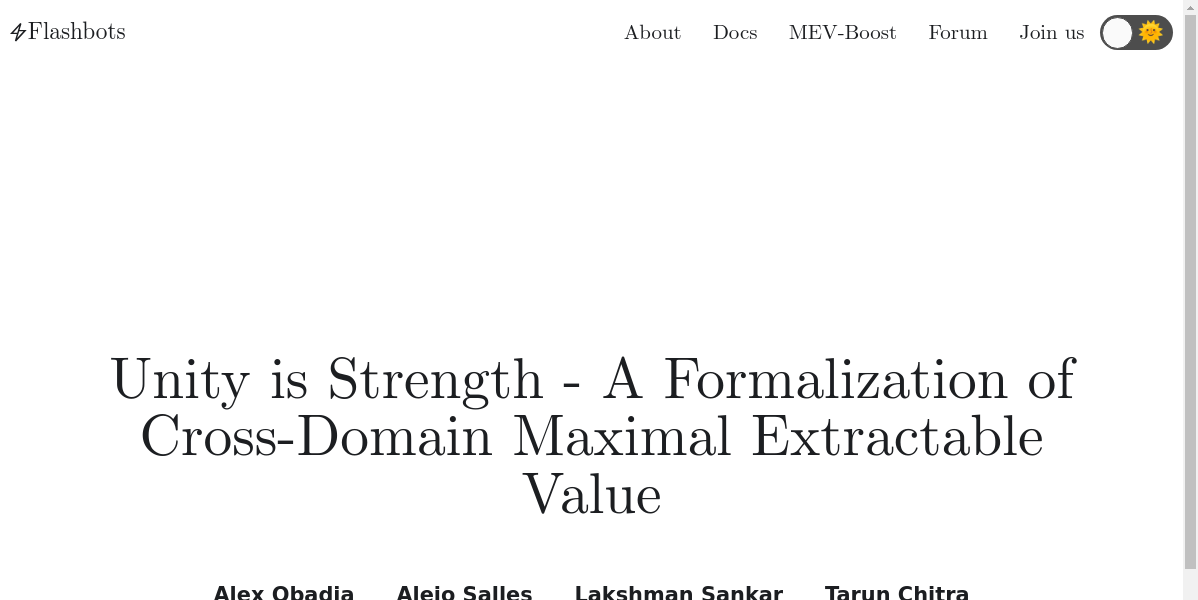 Flashbots
About Docs MEV-Boost Forum Join us
Unity is Strength - A Formalization of
Cross-Domain Maximal Extractable
Value
Alex Obadia Alejo Salles Lakshman Sankar Tarun Chitra